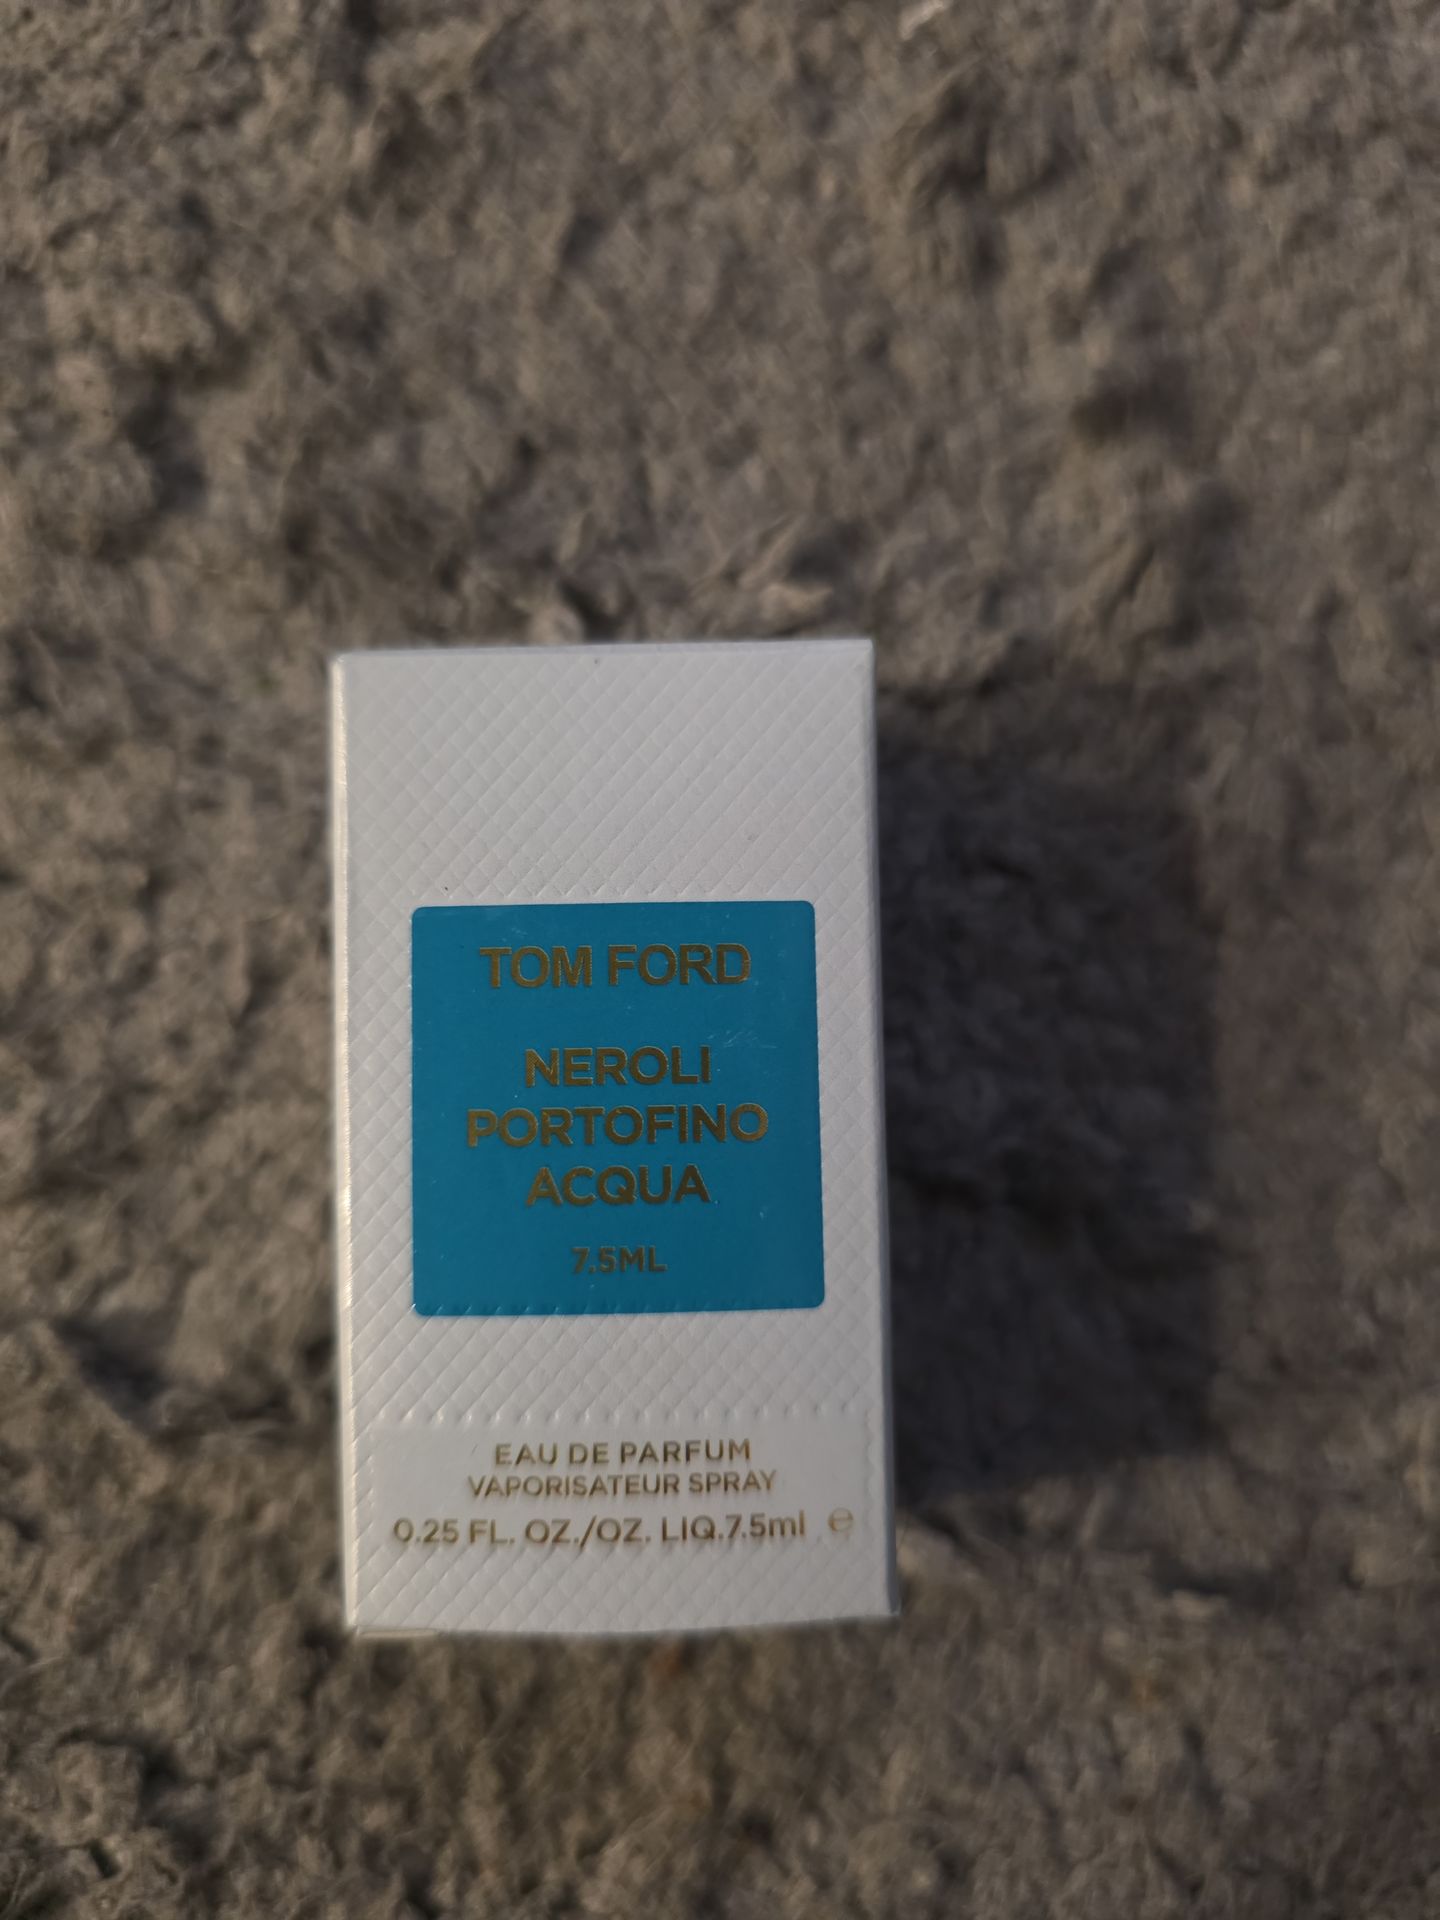 TOM FORD
NEROLI
PORTOFINO
ACQUA
7.5ML
EAU DE PARFUM
VAPORISATEUR SPRAY
0.25 FL. OZ./OZ. LIQ.7.5ml ℮